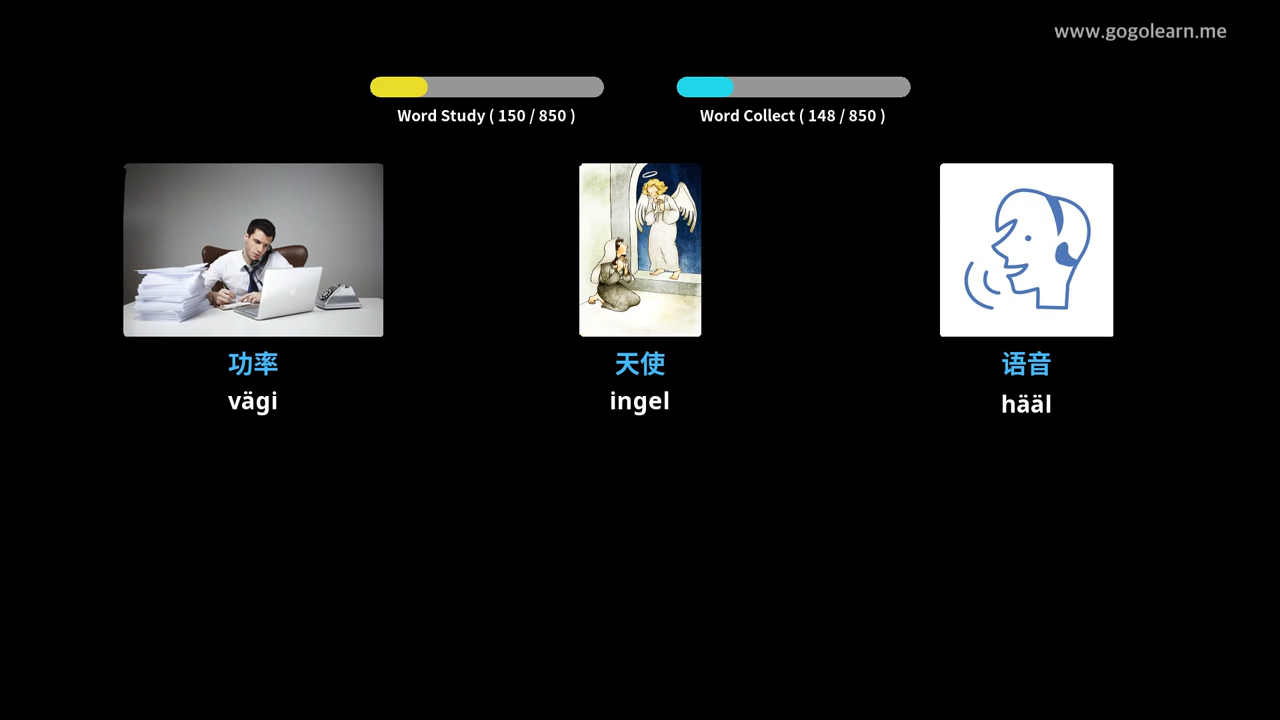 www.gogolearn.me
Word Study ( 150 / 850 )
Word Collect ( 148 / 850 )
功率
天使
语音
vägi
ingel
hääl